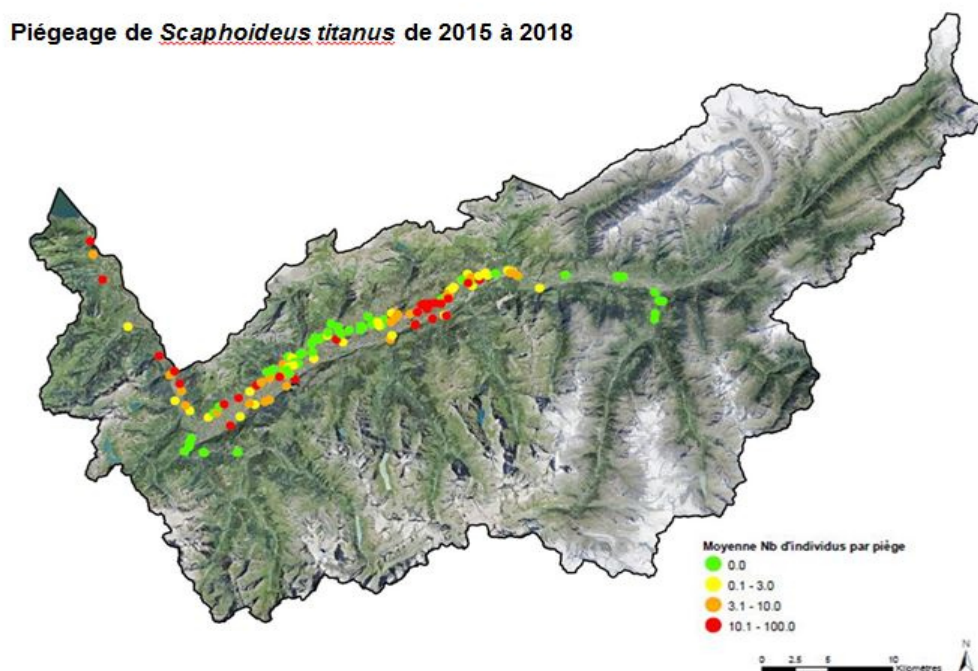 Piégeage de Scaphoideus titanus de 2015 à 2018
Moyenne Nb d'individus par piège
0.0
0.1 - 3.0
3.1 - 10.0
10.1 - 100.0
N
0 2.5 5 10
Kilomètres